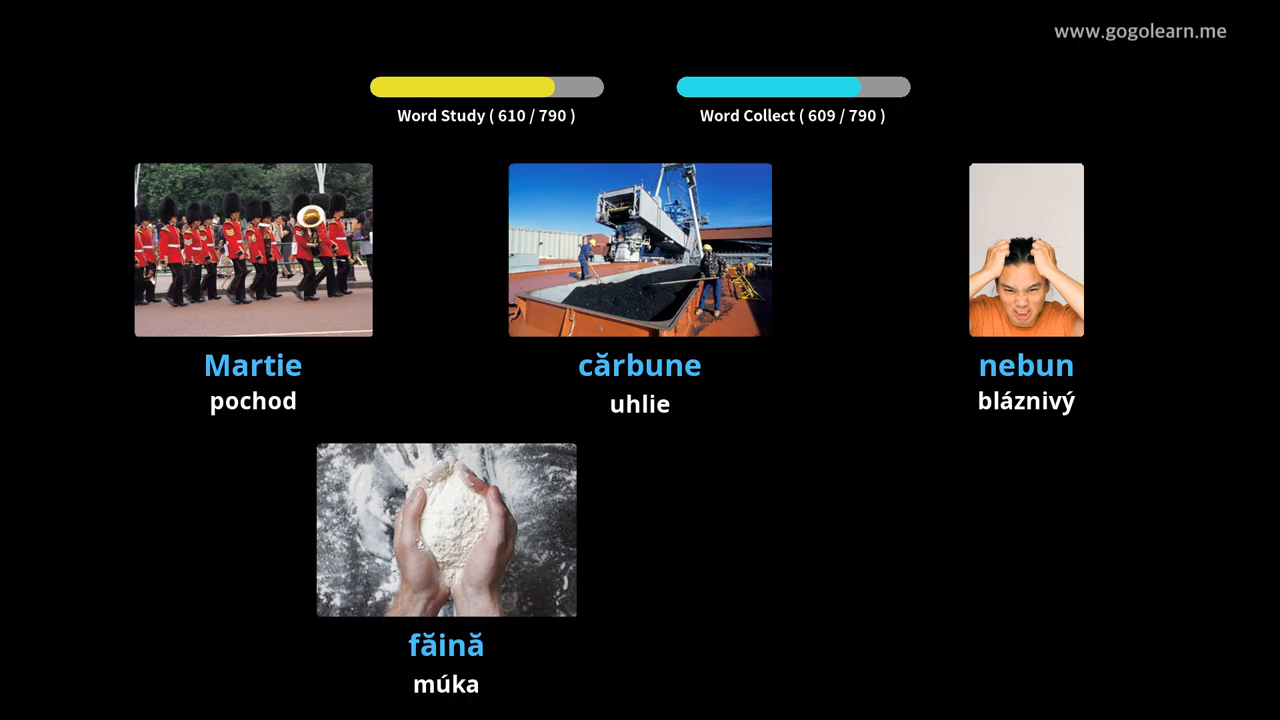 www.gogolearn.me
Word Study ( 610 / 790 )
Word Collect ( 609 / 790 )
Martie
pochod
cărbune
uhlie
nebun
bláznivý
făină
múka